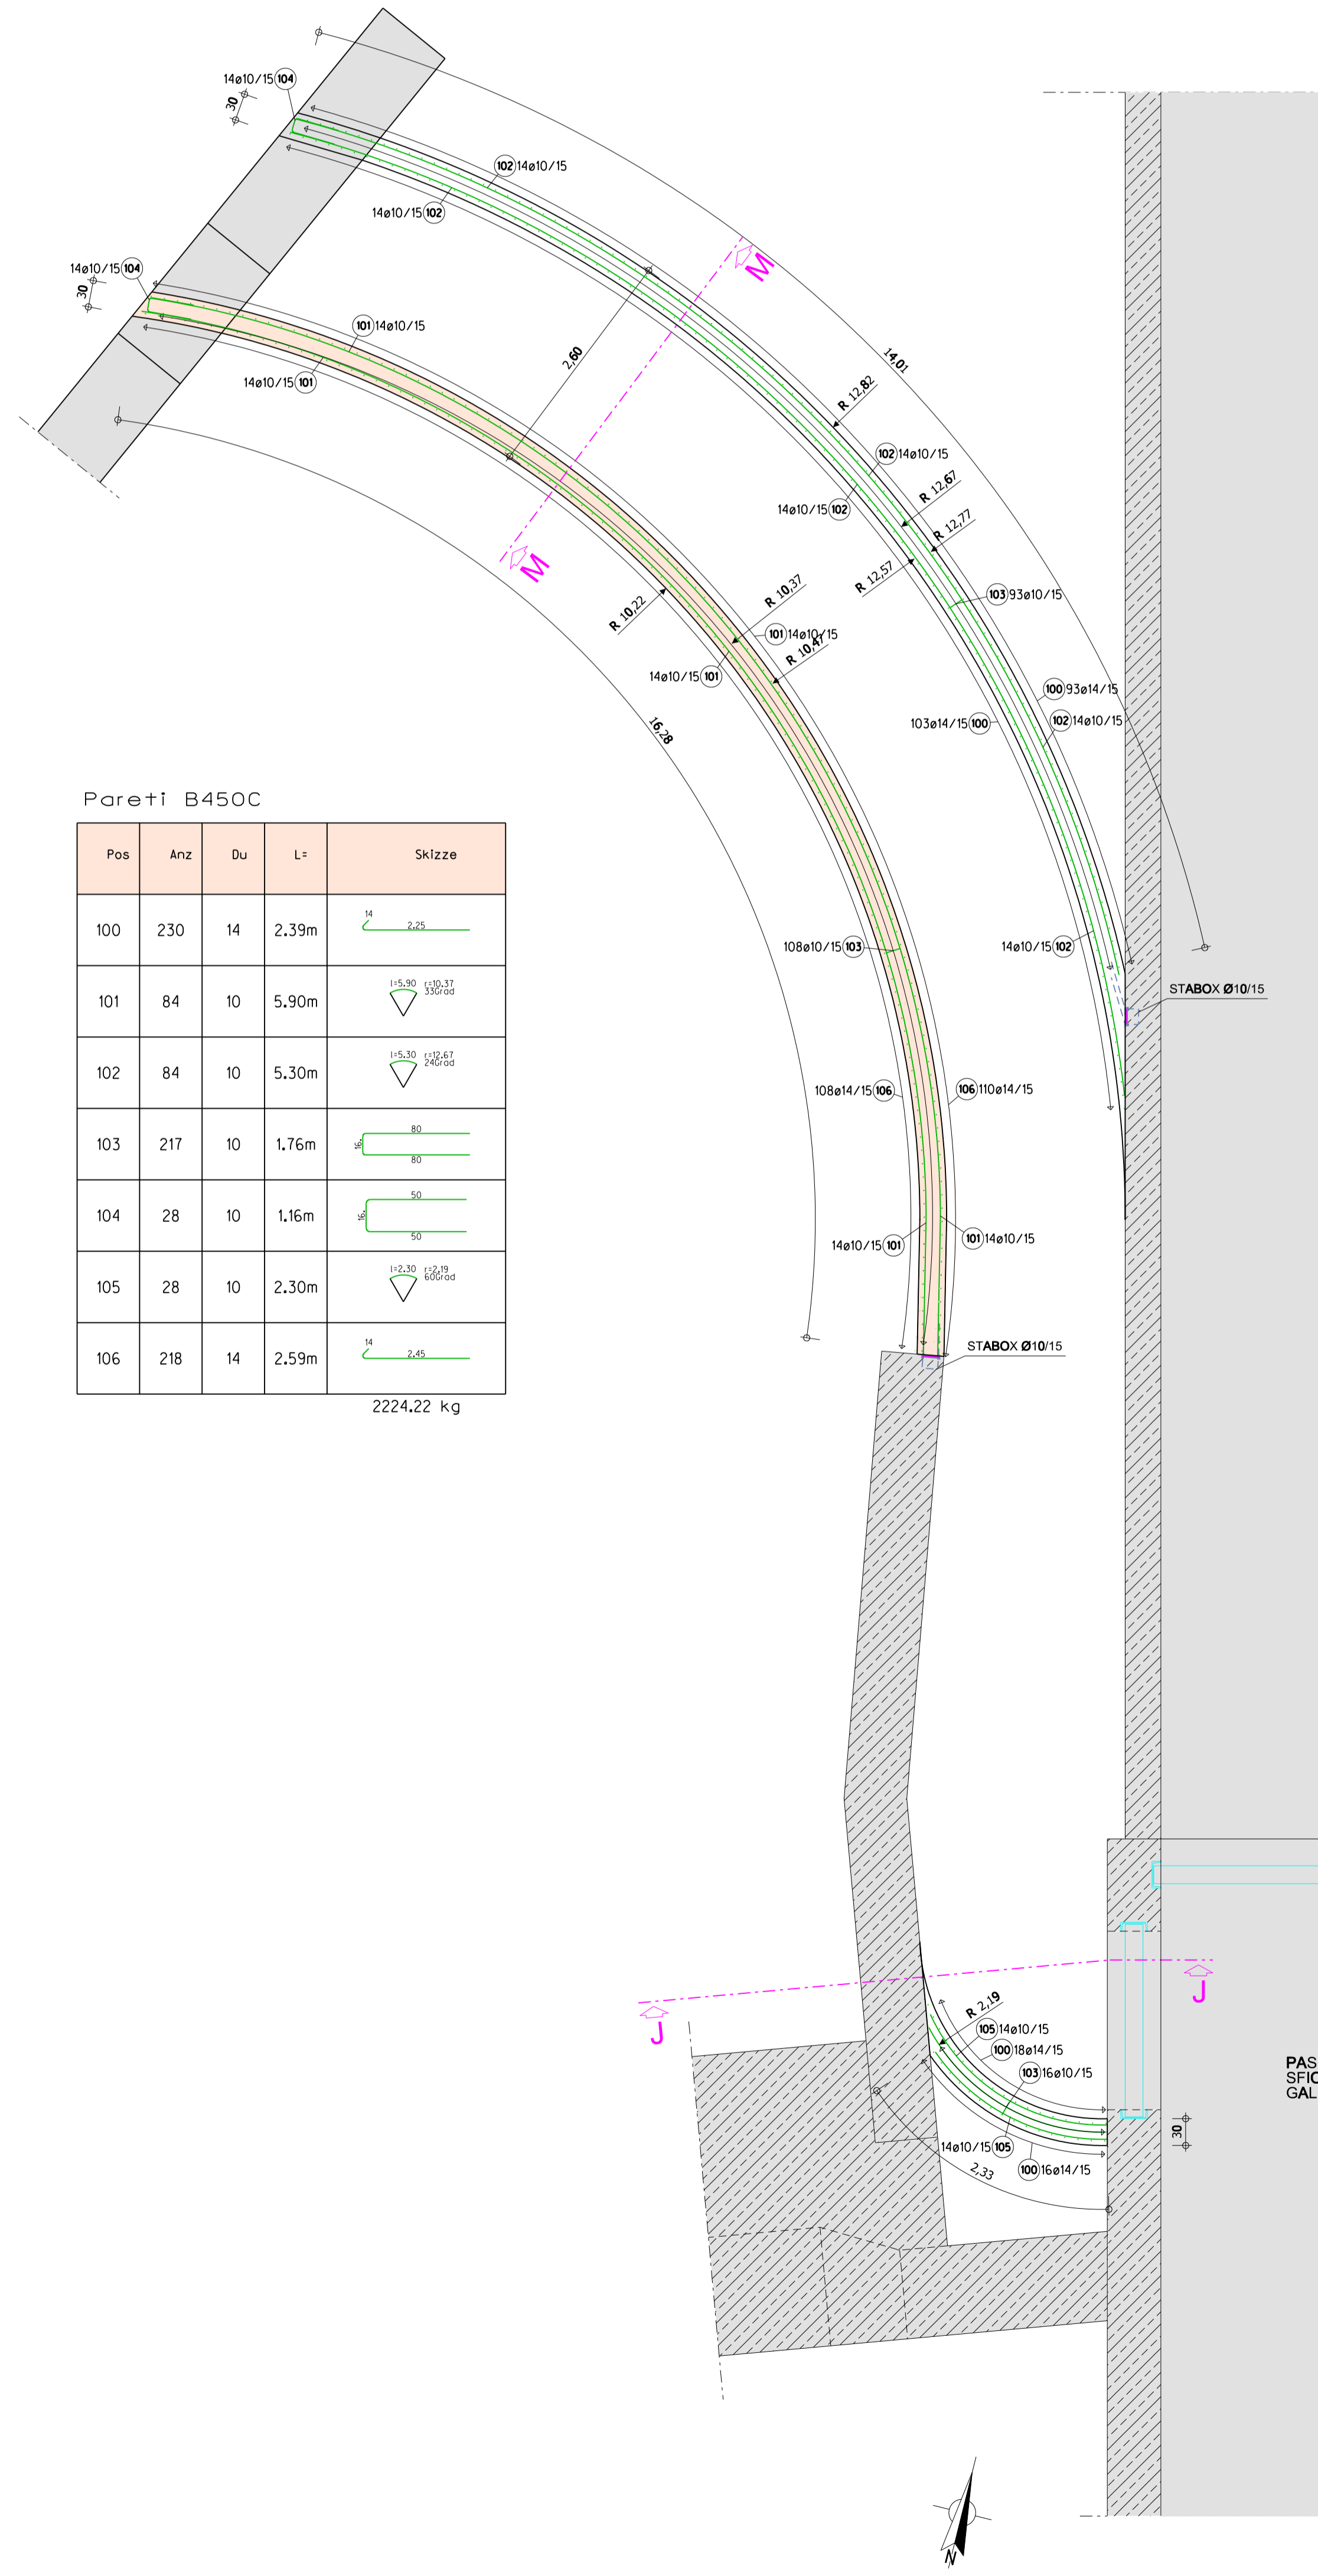 14ø10/15 104
30
102 14ø10/15
14ø10/15 102
14ø10/15 104
30
101 14ø10/15
14ø10/15 101
2,60
M
M
14,01
R 12,82
102 14ø10/15
14ø10/15 102
R 12,67
R 12,77
R 12,57
103 93ø10/15
R 10,37
R 10,22
101 14ø10/15
R 10,47
14ø10/15 101
100 93ø14/15
102 14ø10/15
103ø14/15 100
16,28
108ø10/15 103
14ø10/15 102
STABOX Ø10/15
108ø14/15 106
106 110ø14/15
14ø10/15 101
101 14ø10/15
STABOX Ø10/15
Pareti B450C
Pos Anz Du L= Skizze
100 230 14 2.39m 14 2.25
101 84 10 5.90m l=5.90 r=10.37 33Grad
102 84 10 5.30m l=5.30 r=12.67 24Grad
103 217 10 1.76m 80 16. 80
104 28 10 1.16m 50 16. 50
105 28 10 2.30m l=2.30 r=2.19 60Grad
106 218 14 2.59m 14 2.45
2224.22 kg
J
J
R 2,19
105 14ø10/15
100 18ø14/15
103 16ø10/15
14ø10/15 105
100 16ø14/15
2,33
30
PAS
SFIO
GAL
N